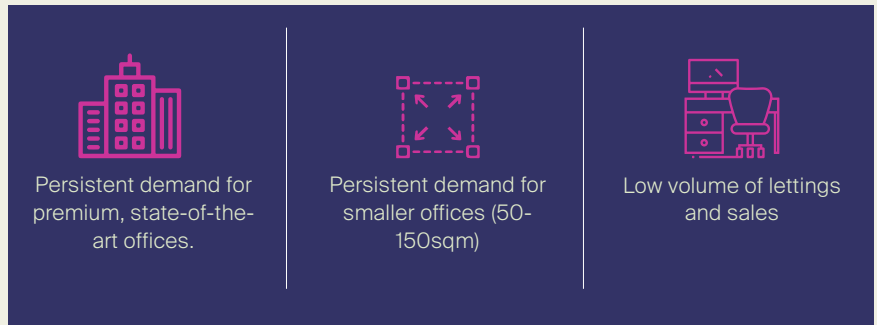 Persistent demand for
premium, state-of-the-
art offices.
Persistent demand for
smaller offices (50-
150sqm)
Low volume of lettings
and sales